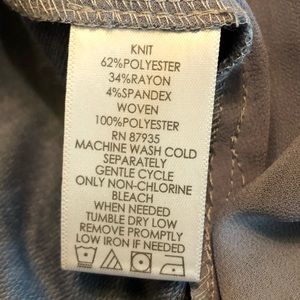 KNIT
62%POLYESTER
34%RAYON
4%SPANDEX
WOVEN
100%POLYESTER
RN 87935
MACHINE WASH COLD
SEPARATELY
GENTLE CYCLE
ONLY NON-CHLORINE
BLEACH
WHEN NEEDED
TUMBLE DRY LOW
REMOVE PROMPTLY
LOW IRON IF NEEDED